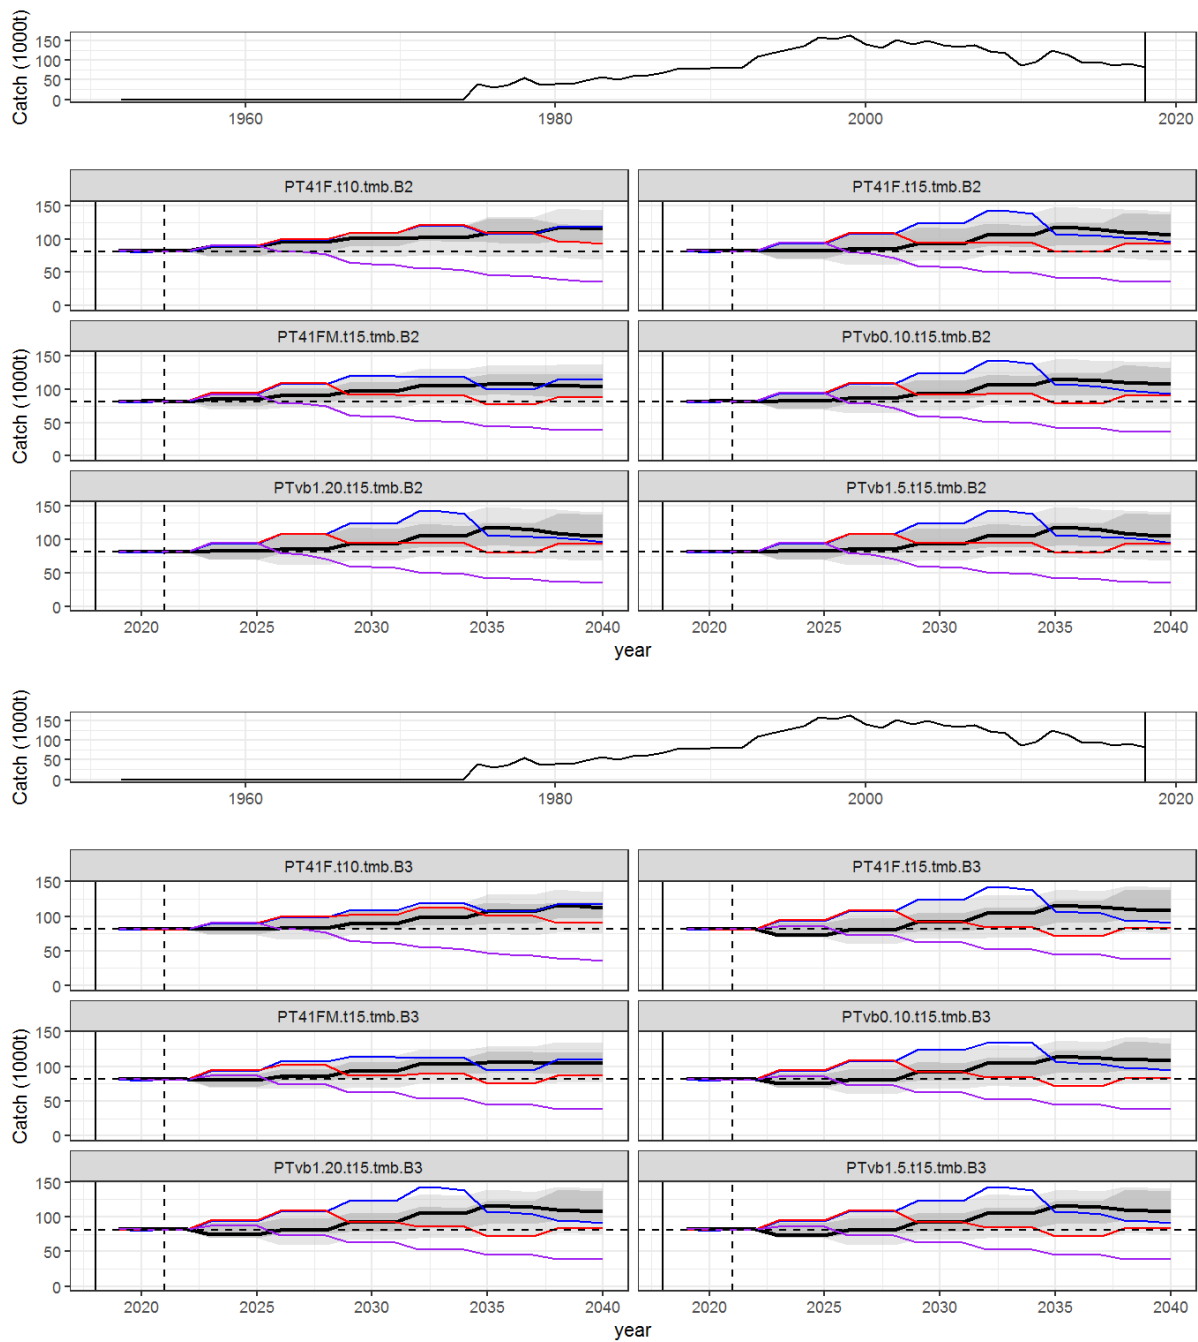 Catch (1000t)
150
100
50
0
1960 1980 2000 2020
PT41F.t10.tmb.B2 PT41F.t15.tmb.B2
150
100
50
0
PT41FM.t15.tmb.B2 PTvb0.10.t15.tmb.B2
Catch (1000t)
150
100
50
0
PTvb1.20.t15.tmb.B2 PTvb1.5.t15.tmb.B2
150
100
50
0
2020 2025 2030 2035 2040 2020 2025 2030 2035 2040
year
Catch (1000t)
150
100
50
0
1960 1980 2000 2020
PT41F.t10.tmb.B3 PT41F.t15.tmb.B3
150
100
50
0
PT41FM.t15.tmb.B3 PTvb0.10.t15.tmb.B3
Catch (1000t)
150
100
50
0
PTvb1.20.t15.tmb.B3 PTvb1.5.t15.tmb.B3
150
100
50
0
2020 2025 2030 2035 2040 2020 2025 2030 2035 2040
year